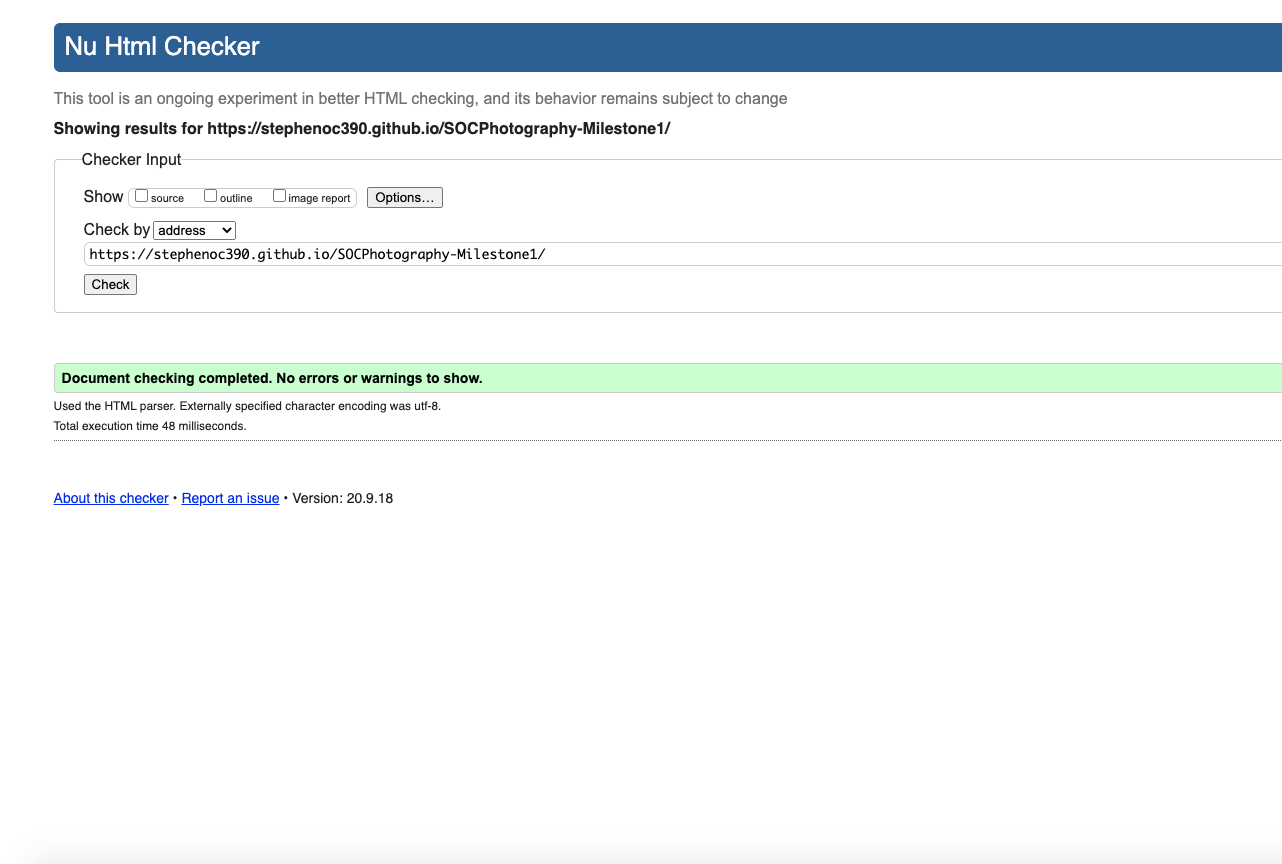 Nu Html Checker
This tool is an ongoing experiment in better HTML checking, and its behavior remains subject to change
Showing results for https://stephenoc390.github.io/SOCPhotography-Milestone1/
Checker Input
Show source outline image report Options…
Check by address
https://stephenoc390.github.io/SOCPhotography-Milestone1/
Check
Document checking completed. No errors or warnings to show.
Used the HTML parser. Externally specified character encoding was utf-8.
Total execution time 48 milliseconds.
About this checker • Report an issue • Version: 20.9.18